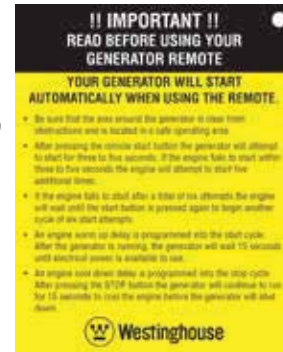 !! IMPORTANT !!
READ BEFORE USING YOUR
GENERATOR REMOTE
YOUR GENERATOR WILL START
AUTOMATICALLY WHEN USING THE REMOTE.
• Be sure that the area around the generator is clear from
obstructions and is located in a safe operating area.
• After pressing the remote start button the generator will attempt
to start for three to five seconds. If the engine fails to start within
three to five seconds the engine will attempt to start five
additional times.
• If the engine fails to start after a total of six attempts the engine
will wait until the start button is pressed again to begin another
cycle of six start attempts.
• An engine warm up delay is programmed into the start cycle.
After the generator is running, the generator will wait 15 seconds
until electrical power is available to use.
• An engine cool down delay is programmed into the stop cycle.
After pressing the STOP button the generator will continue to run
for 15 seconds to cool the engine before the generator will shut
down.
W Westinghouse